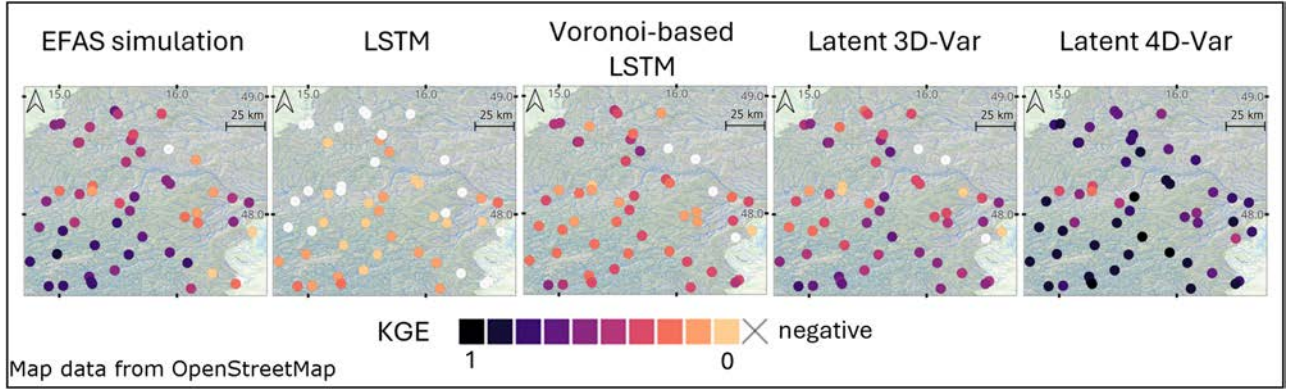 EFAS simulation
LSTM
Voronoi-based
LSTM
Latent 3D-Var
Latent 4D-Var
15.0 16.0 49.0
25 km
48.0
15.0 16.0 49.0
25 km
48.0
15.0 16.0 49.0
25 km
48.0
15.0 16.0 49.0
25 km
48.0
15.0 16.0 49.0
25 km
48.0
KGE negative
1 0
Map data from OpenStreetMap